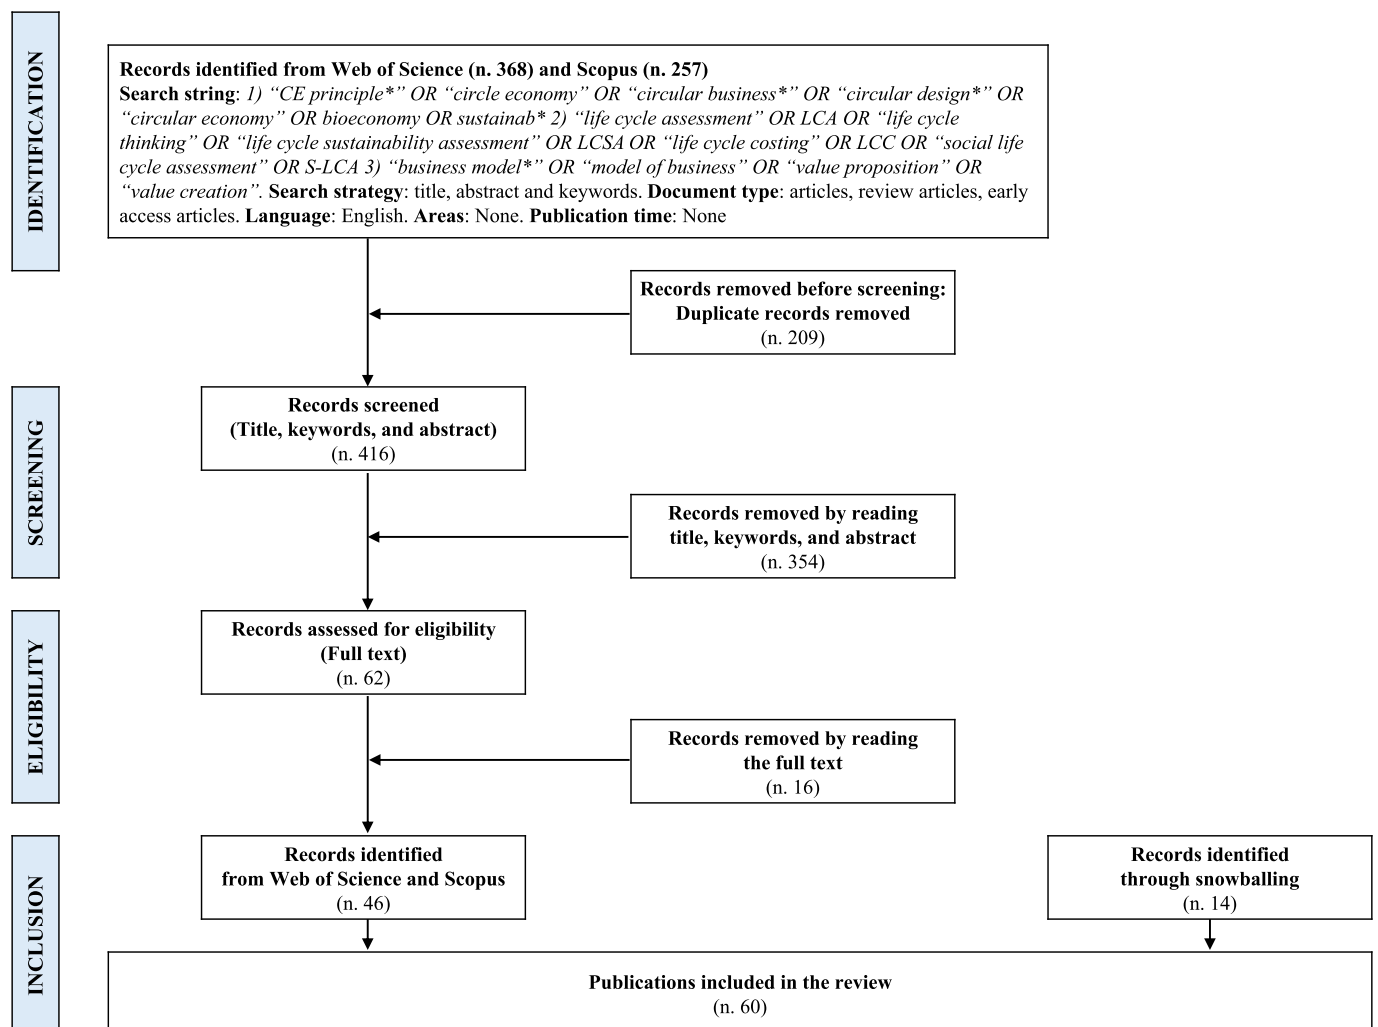 IDENTIFICATION
Records identified from Web of Science (n. 368) and Scopus (n. 257)
Search string: 1) “CE principle*” OR “circle economy” OR “circular business*” OR “circular design*” OR
“circular economy” OR bioeconomy OR sustainab* 2) “life cycle assessment” OR LCA OR “life cycle
thinking” OR “life cycle sustainability assessment” OR LCSA OR “life cycle costing” OR LCC OR “social life
cycle assessment” OR S-LCA 3) “business model*” OR “model of business” OR “value proposition” OR
“value creation”. Search strategy: title, abstract and keywords. Document type: articles, review articles, early
access articles. Language: English. Areas: None. Publication time: None
Records removed before screening:
Duplicate records removed
(n. 209)
SCREENING
Records screened
(Title, keywords, and abstract)
(n. 416)
Records removed by reading
title, keywords, and abstract
(n. 354)
ELIGIBILITY
Records assessed for eligibility
(Full text)
(n. 62)
Records removed by reading
the full text
(n. 16)
INCLUSION
Records identified
from Web of Science and Scopus
(n. 46)
Records identified
through snowballing
(n. 14)
Publications included in the review
(n. 60)